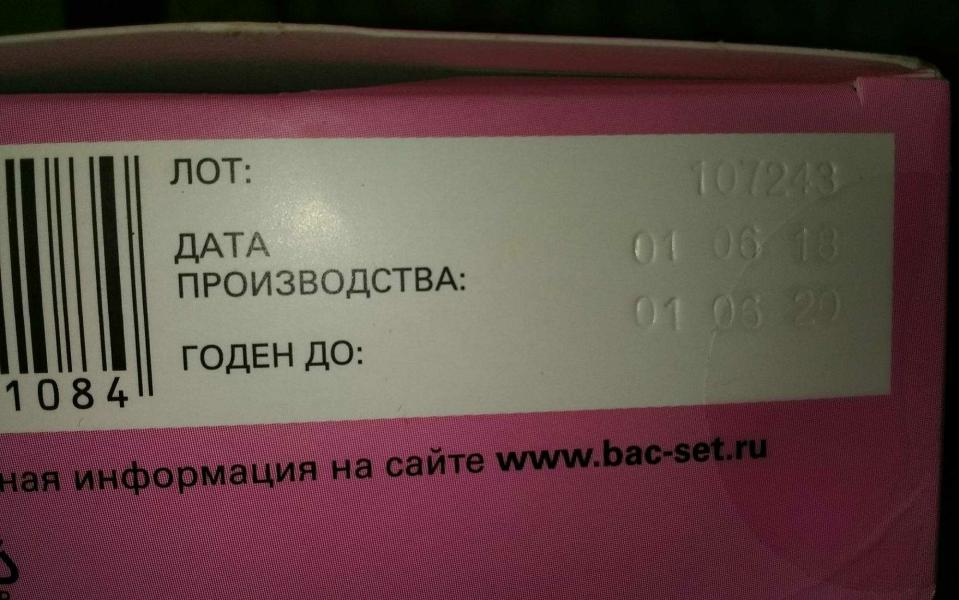 ЛОТ: 107243
ДАТА 01 06 18
ПРОИЗВОДСТВА:
01 06 20
ГОДЕН ДО:
1084
ная информация на сайте www.bac-set.ru